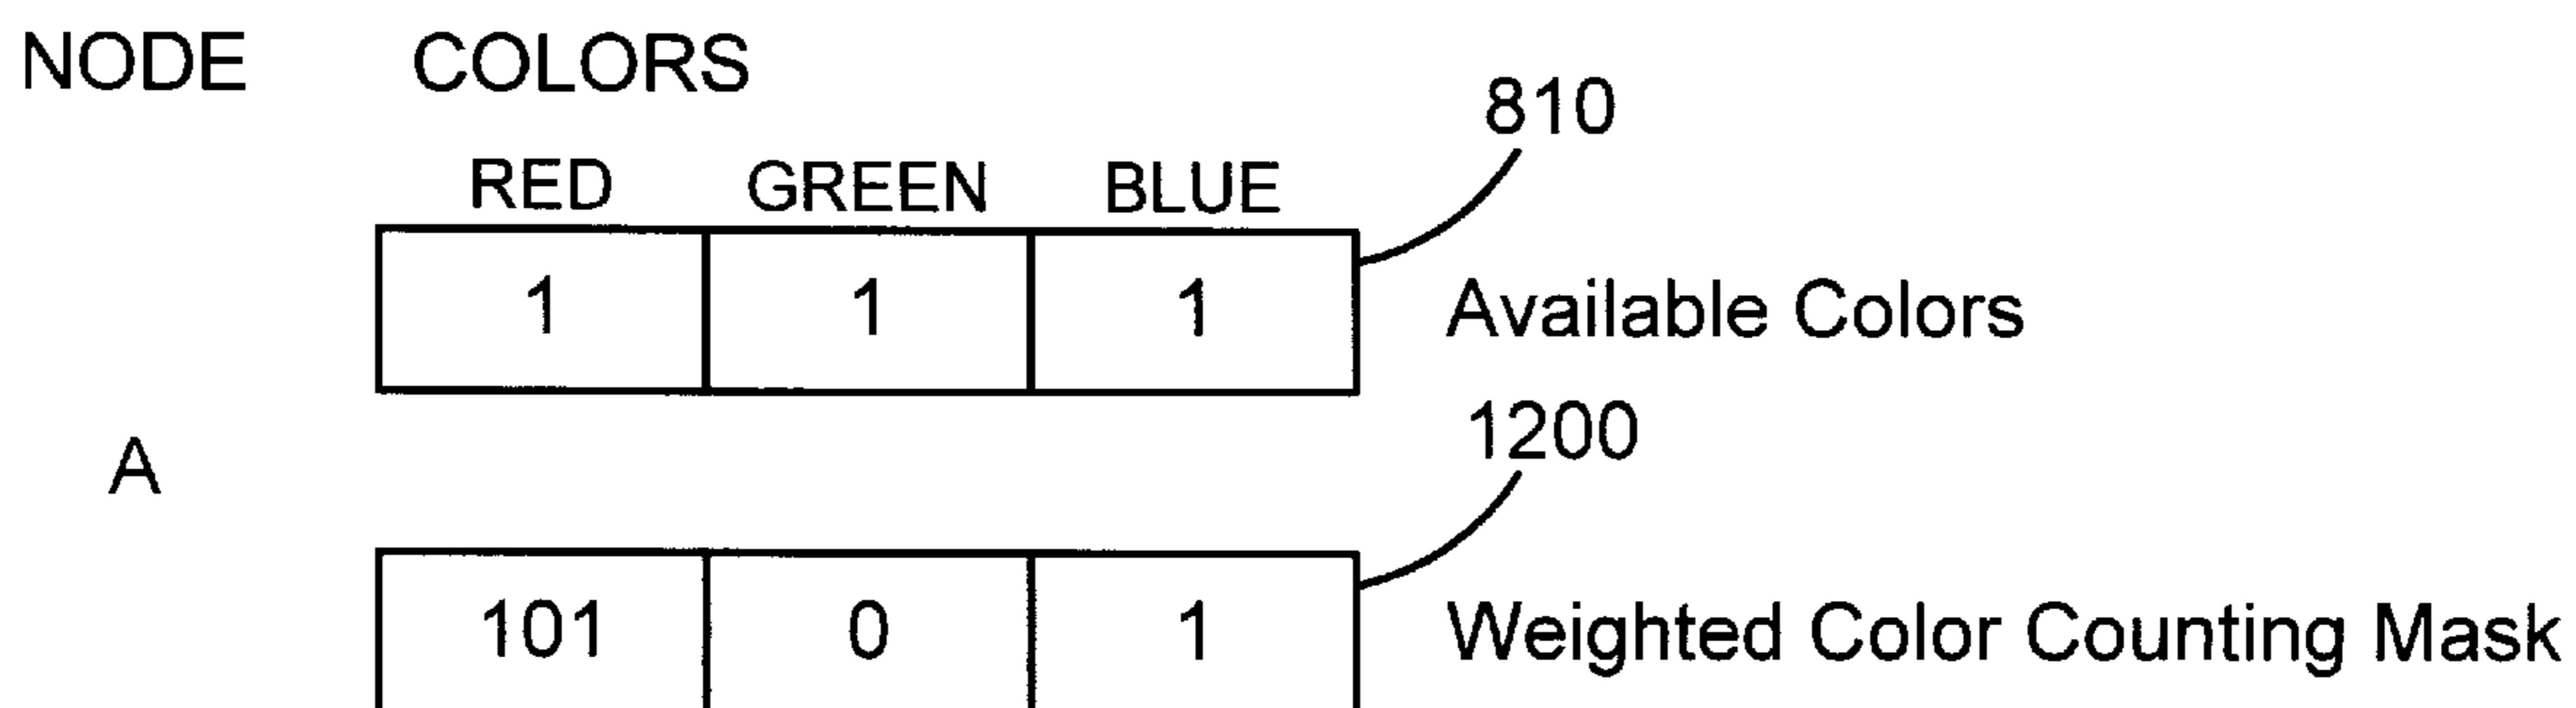 NODE COLORS
810
RED GREEN BLUE
1 1 1 Available Colors
1200
A
101 0 1 Weighted Color Counting Mask